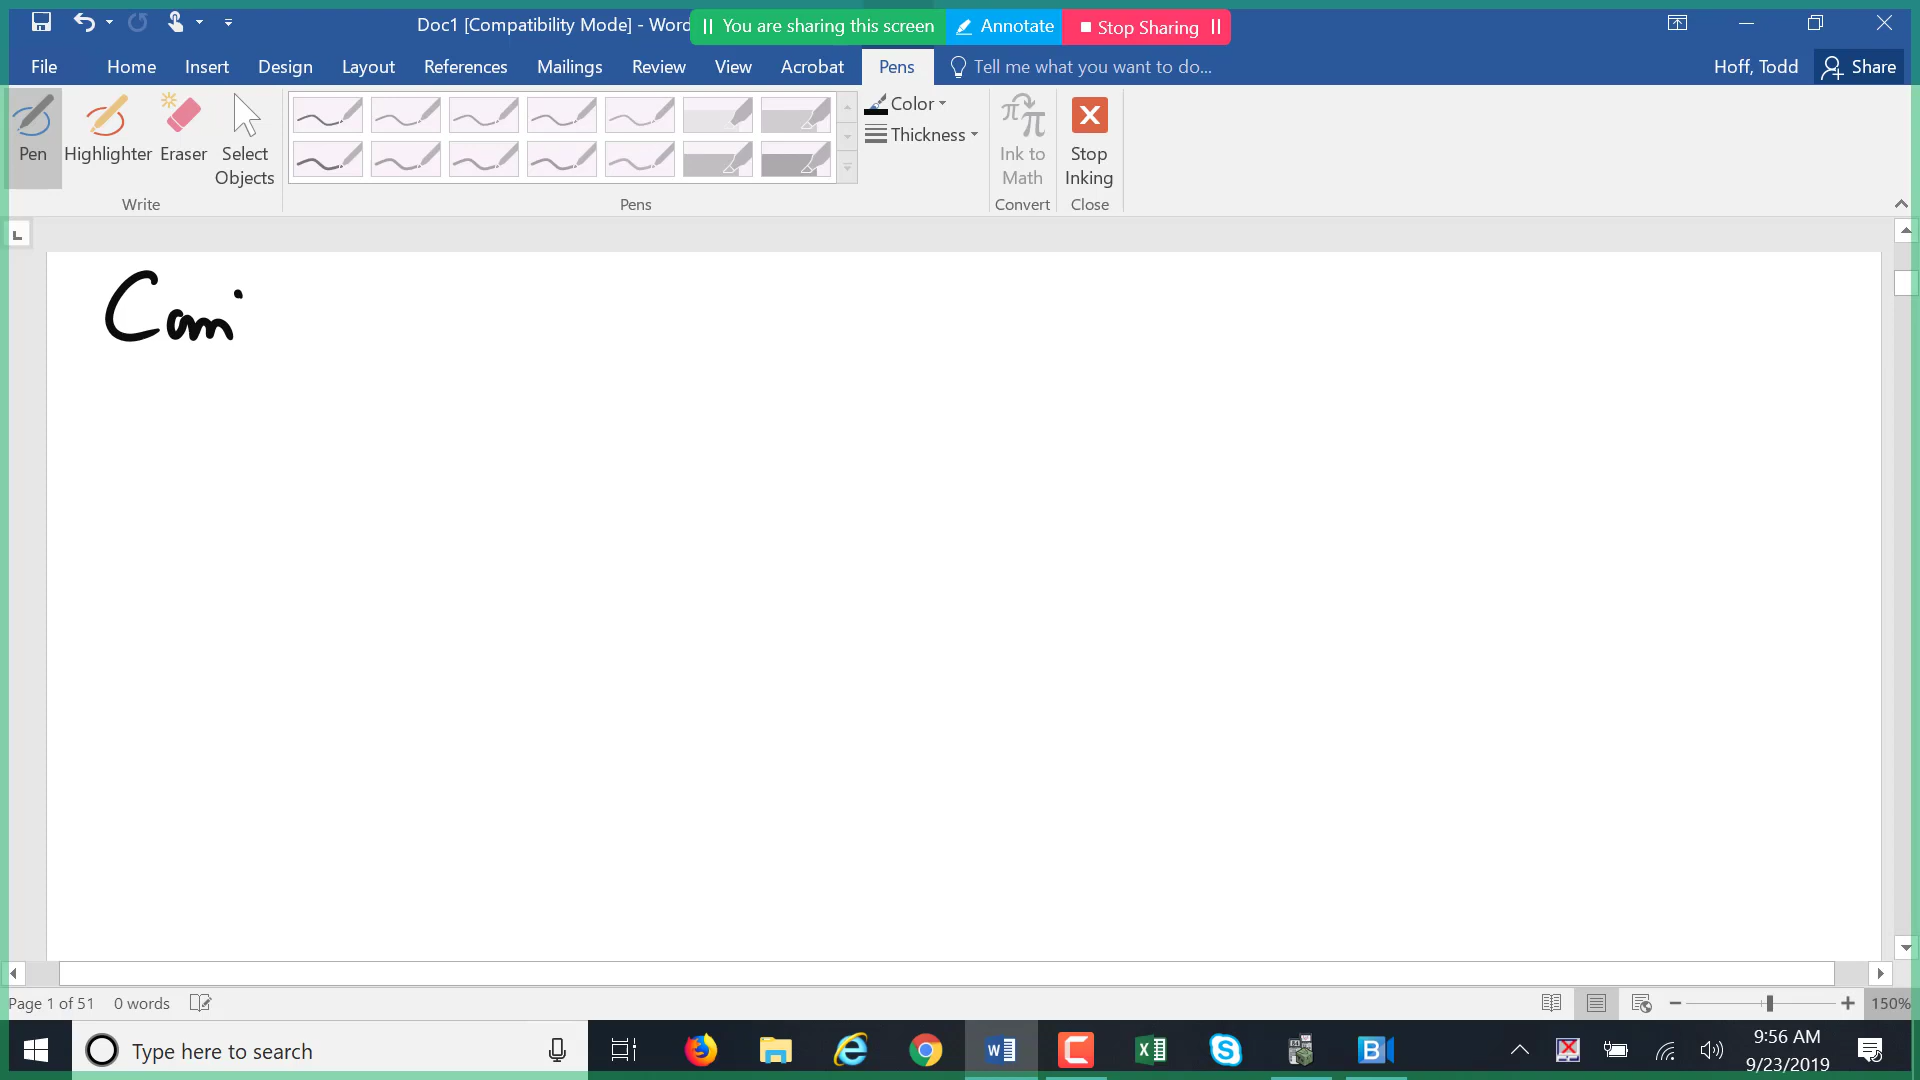 Doc1 [Compatibility Mode] - Word
You are sharing this screen
Annotate
Stop Sharing
File Home Insert Design Layout References Mailings Review View Acrobat Pens Tell me what you want to do... Hoff, Todd Share
Pen Highlighter Eraser Select Objects
Color
Thickness
Ink to Math
Stop Inking
Write Pens Convert Close
Page 1 of 51 0 words 150%
Type here to search
9:56 AM
9/23/2019